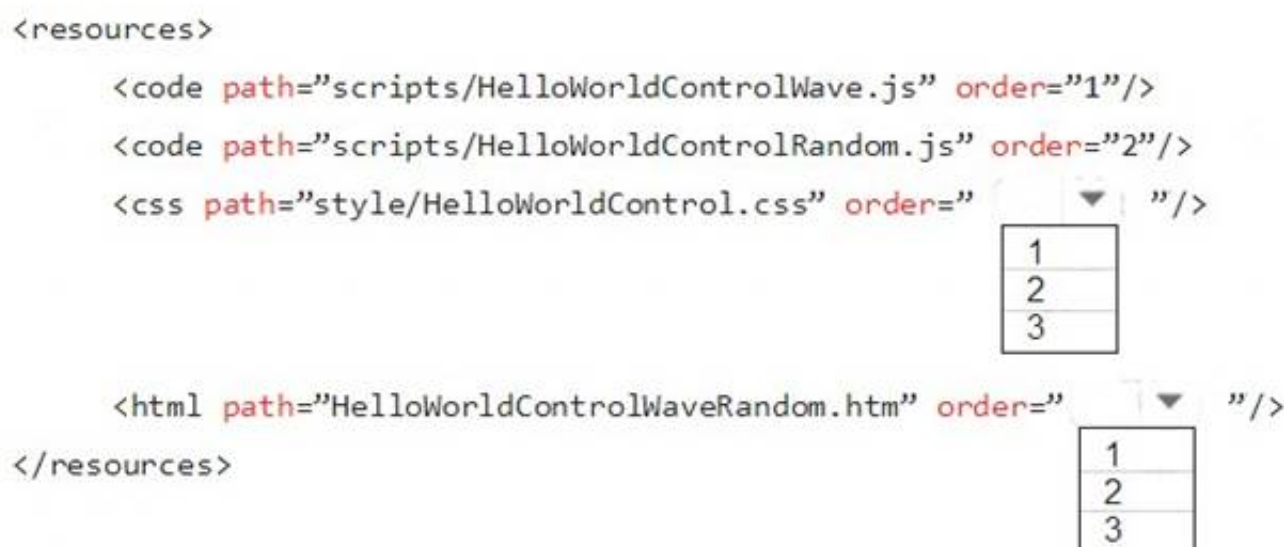 <resources>
<code path=”scripts/HelloWorldControlWave.js” order=”1”/>
<code path=”scripts/HelloWorldControlRandom.js” order=”2”/>
<css path=”style/HelloWorldControl.css” order=” ”/>
1
2
3
<html path=”HelloWorldControlWaveRandom.htm” order=” ”/>
</resources>
1
2
3